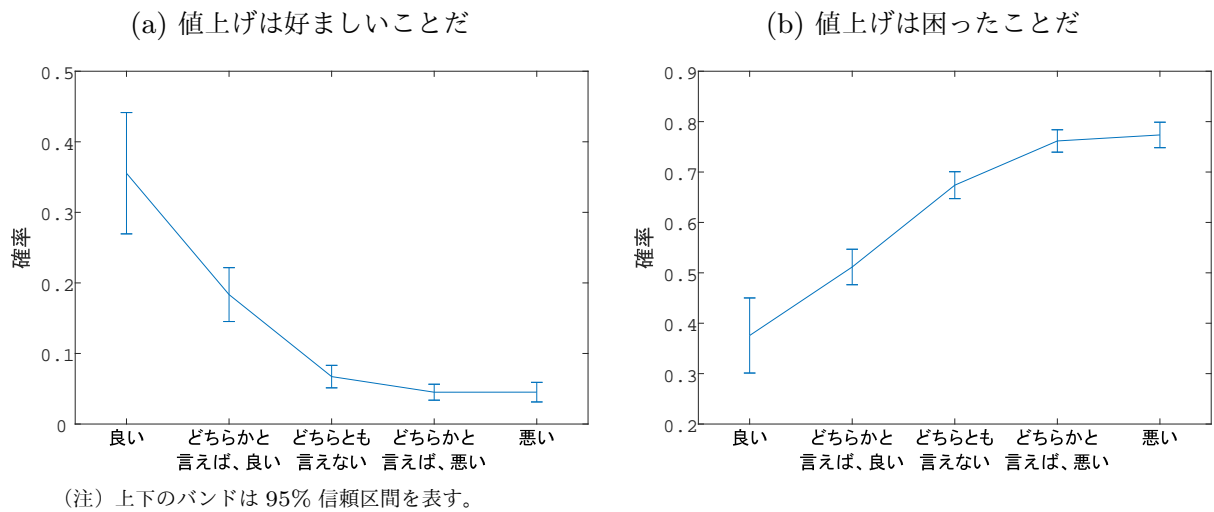 (a) 値上げは好ましいことだ
(b) 値上げは困ったことだ
確率
0.5
0.4
0.3
0.2
0.1
0
良い
どちらかと
言えば、良い
どちらとも
言えない
どちらかと
言えば、悪い
悪い
確率
0.9
0.8
0.7
0.6
0.5
0.4
0.3
0.2
良い
どちらかと
言えば、良い
どちらとも
言えない
どちらかと
言えば、悪い
悪い
（注）上下のバンドは 95% 信頼区間を表す。